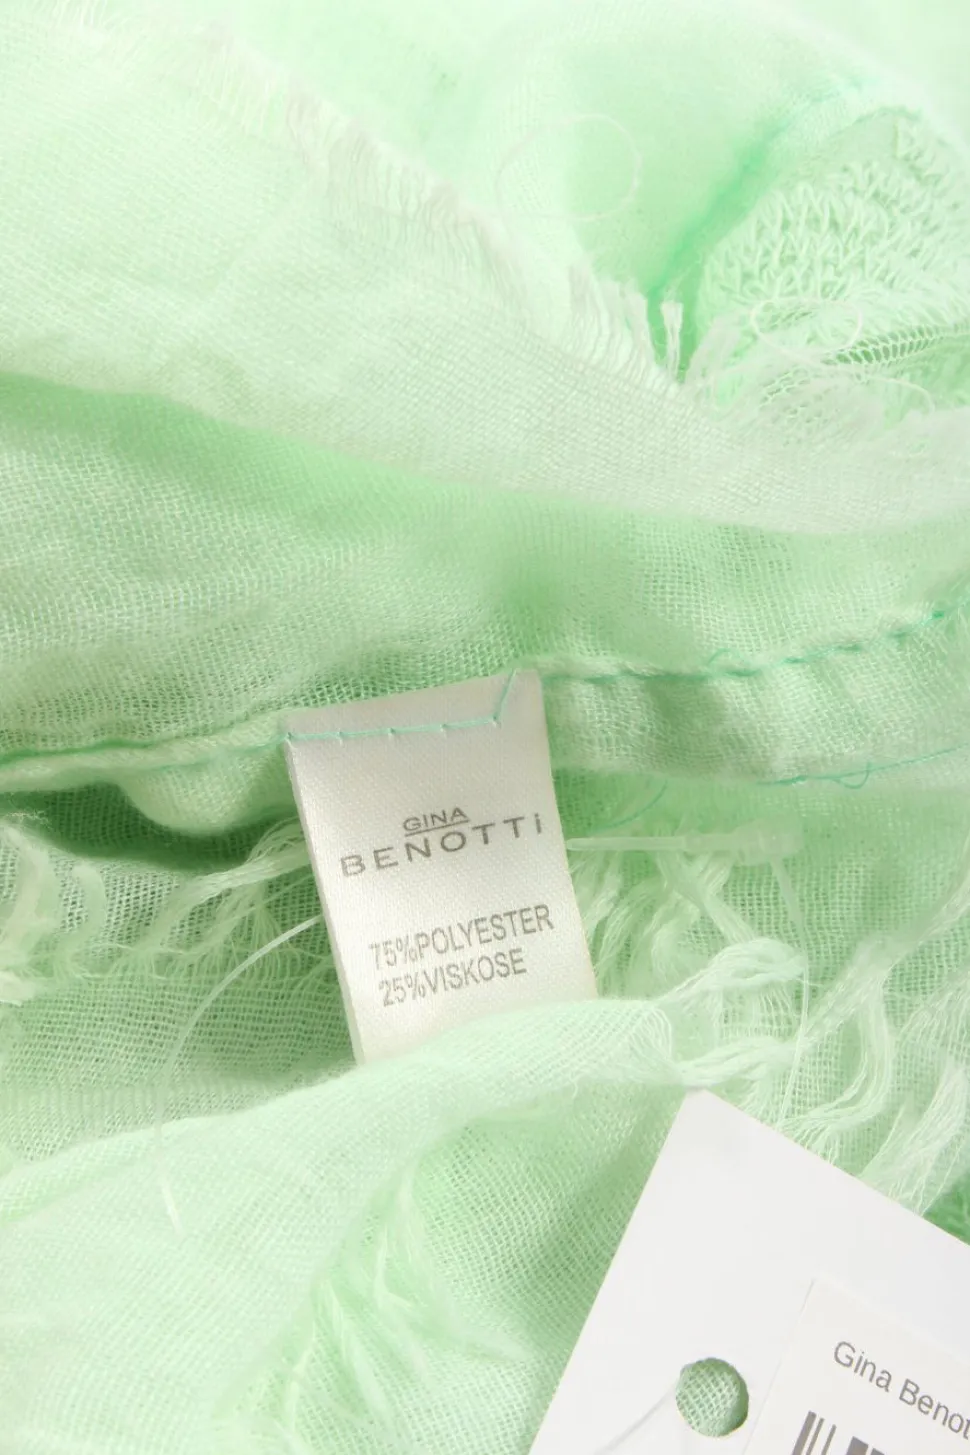 GINA
BENOTTi
75%POLYESTER
25%VISKOSE
Gina Benot